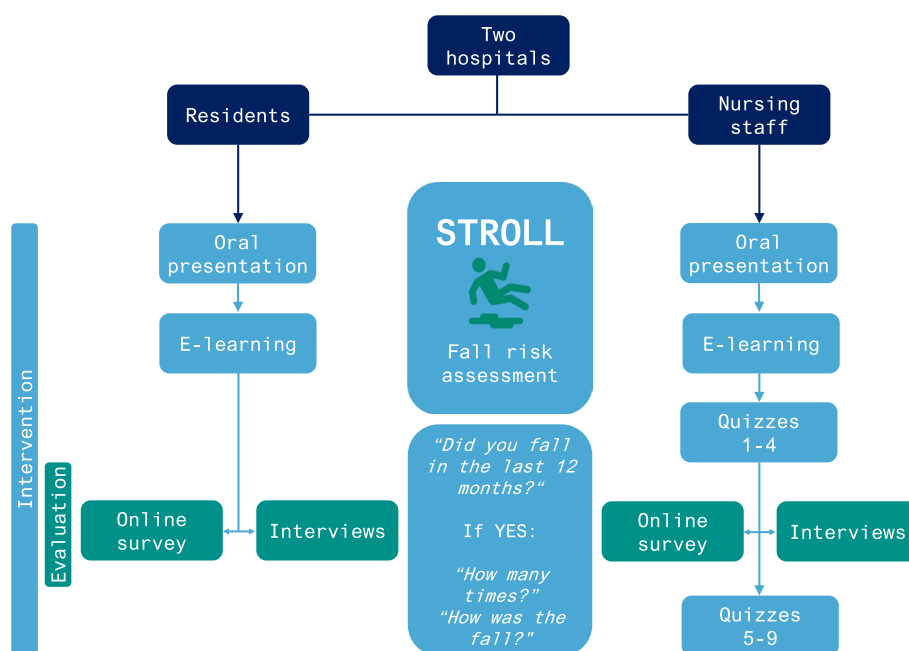 Two
hospitals
Residents
Nursing
staff
Oral
presentation
E-learning
Online
survey
Interviews
STROLL
Fall risk
assessment
“Did you fall
in the last 12
months?“
If YES:
“How many
times?”
“How was the
fall?"
Oral
presentation
E-learning
Quizzes
1-4
Online
survey
Interviews
Quizzes
5-9
Intervention
Evaluation